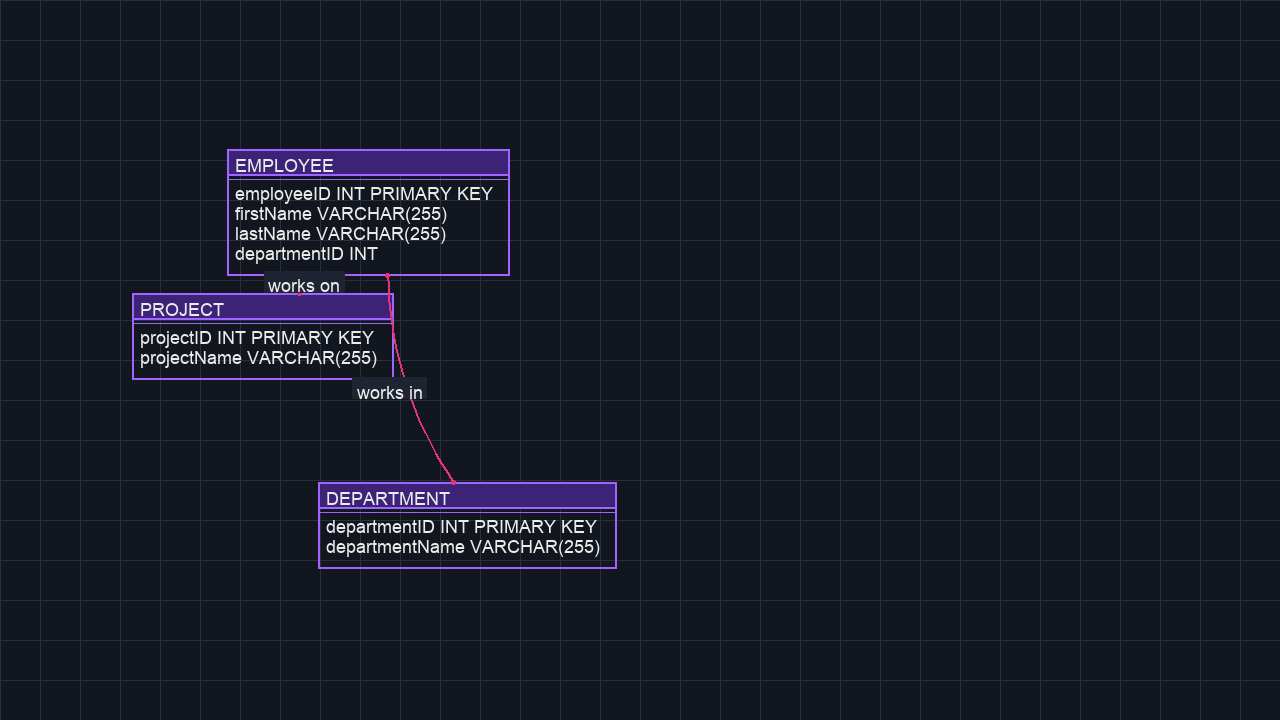 EMPLOYEE
employeeID INT PRIMARY KEY
firstName VARCHAR(255)
lastName VARCHAR(255)
departmentID INT
works on
PROJECT
projectID INT PRIMARY KEY
projectName VARCHAR(255)
works in
DEPARTMENT
departmentID INT PRIMARY KEY
departmentName VARCHAR(255)